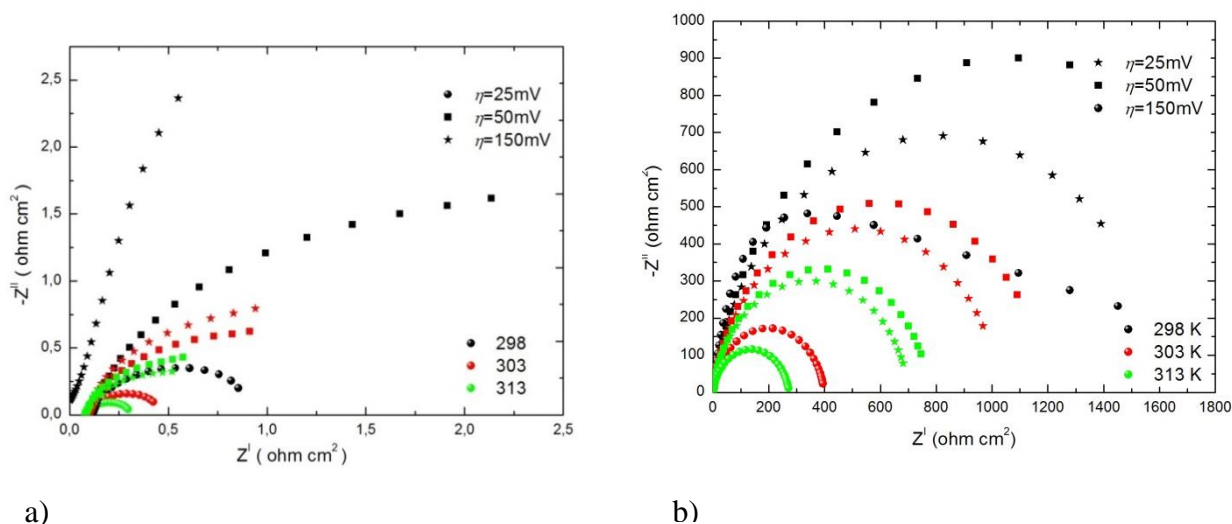 2,5
2,0
1,5
1,0
0,5
0,0
0,0 0,5 1,0 1,5 2,0 2,5
-Z^II ( ohm cm²)
Z^I ( ohm cm²)
η=25mV
η=50mV
η=150mV
298
303
313
a)
1000
900
800
700
600
500
400
300
200
100
0
0 200 400 600 800 1000 1200 1400 1600 1800
-Z^II (ohm cm²)
Z^I (ohm cm²)
η=25mV
η=50mV
η=150mV
298 K
303 K
313 K
b)